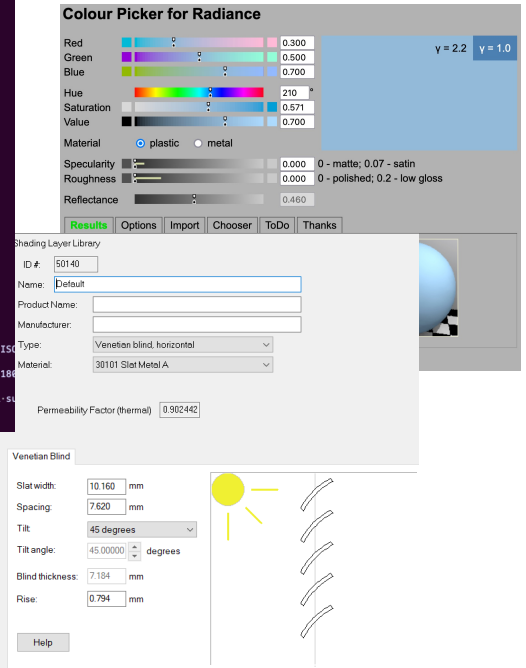 Colour Picker for Radiance
Red 0.300
γ = 2.2 γ = 1.0
Green 0.500
Blue 0.700
Hue 210 °
Saturation 0.571
Value 0.700
Material plastic metal
Specularity 0.000 0 - matte; 0.07 - satin
Roughness 0.000 0 - polished; 0.2 - low gloss
Reflectance 0.460
Results Options Import Chooser ToDo Thanks
Shading Layer Library
ID #: 50140
Name: Default
Product Name:
Manufacturer:
ISO
Type: Venetian blind, horizontal
Material: 30101 Slat Metal A
186
Permeability Factor (thermal) 0.902442
Venetian Blind
Slat width: 10.160 mm
Spacing: 7.620 mm
Tilt: 45 degrees
Tilt angle: 45.00000 degrees
Blind thickness: 7.184 mm
Rise: 0.794 mm
Help